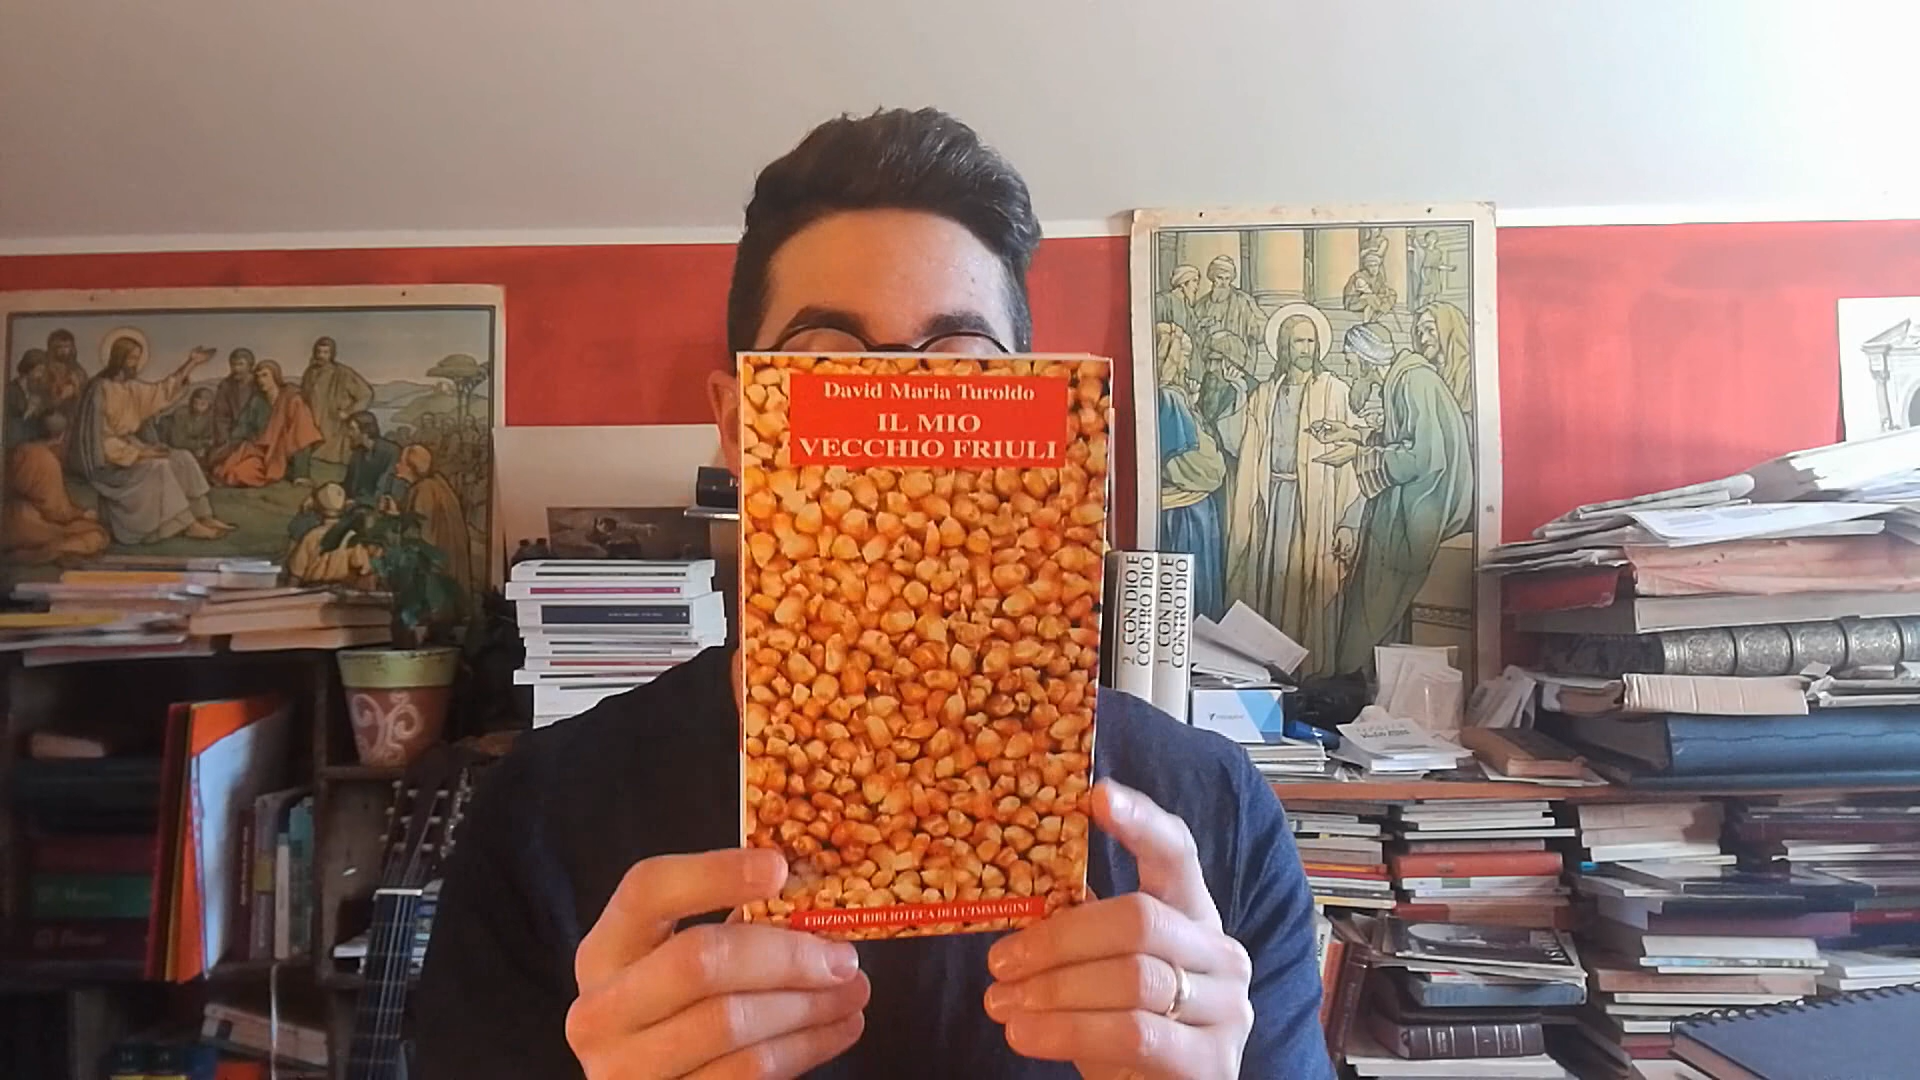 David Maria Turoldo
IL MIO
VECCHIO FRIULI
EDIZIONI BIBLIOTECA DELL'IMMAGINE
2 CON DIO E
CONTRO DIO
1 CON DIO E
CONTRO DIO